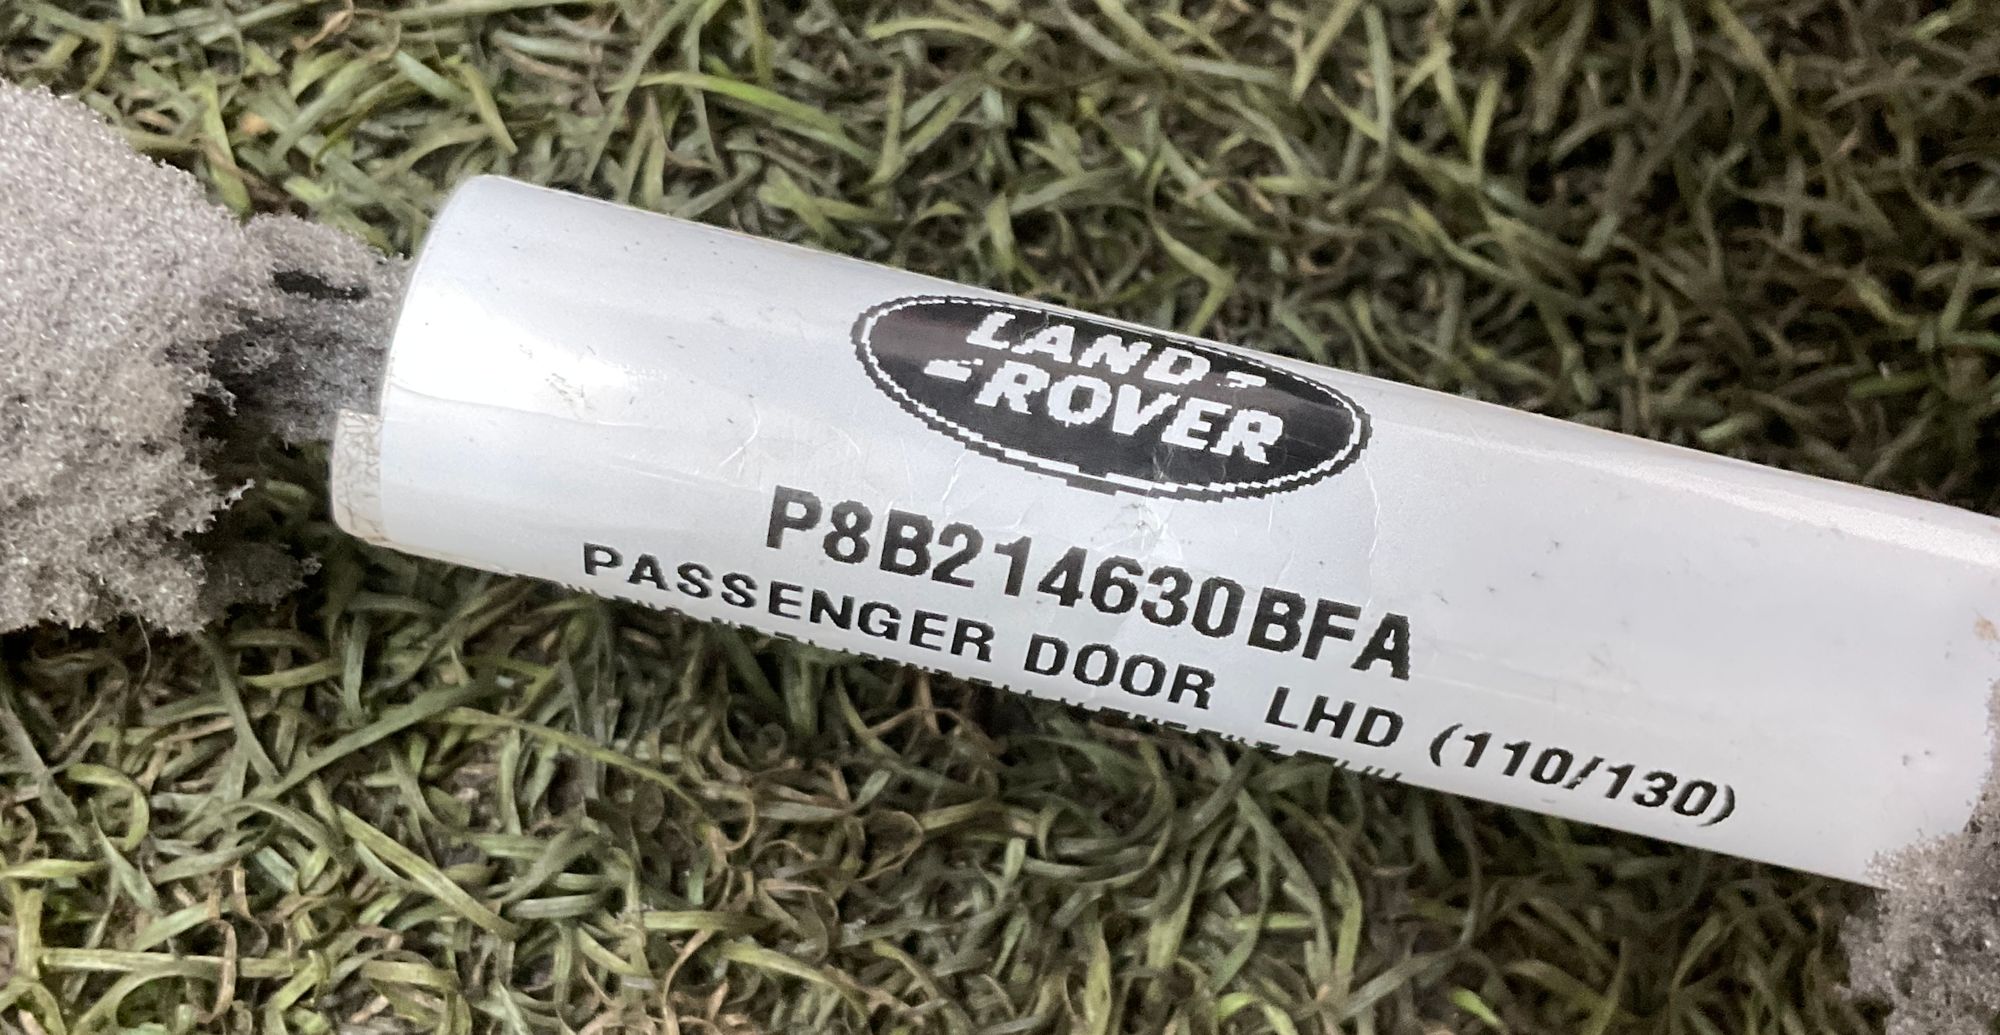 LAND
ROVER
P8B214630BFA
PASSENGER DOOR LHD (110/130)